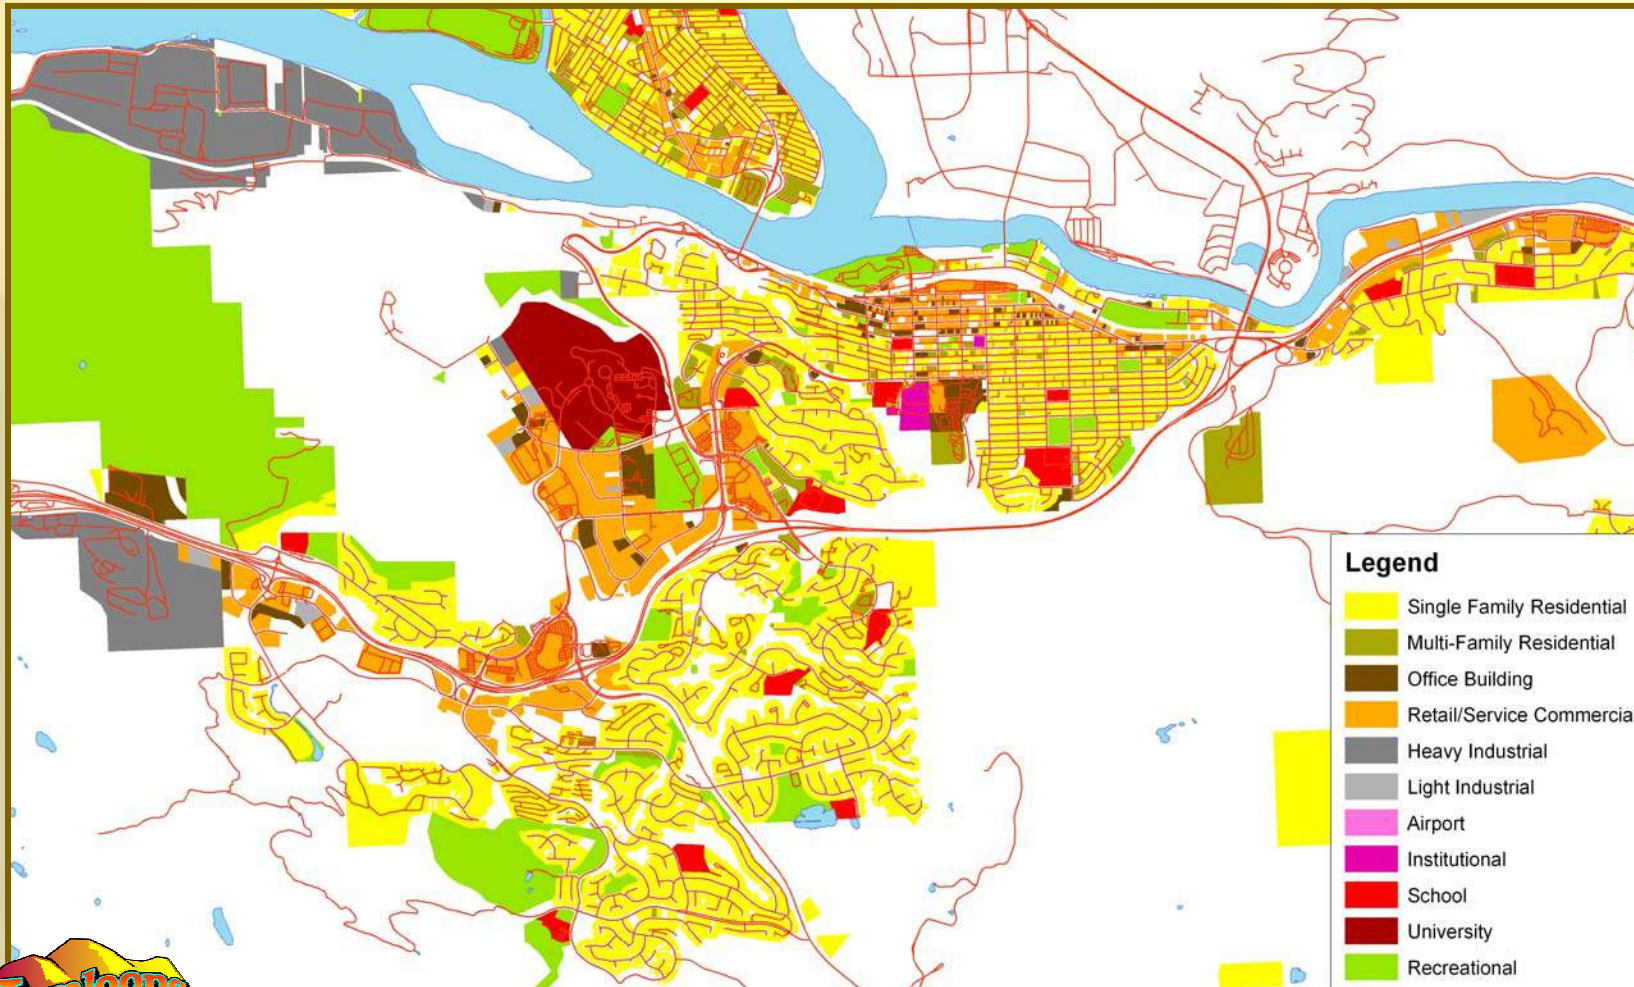 Legend
Single Family Residential
Multi-Family Residential
Office Building
Retail/Service Commercia
Heavy Industrial
Light Industrial
Airport
Institutional
School
University
Recreational